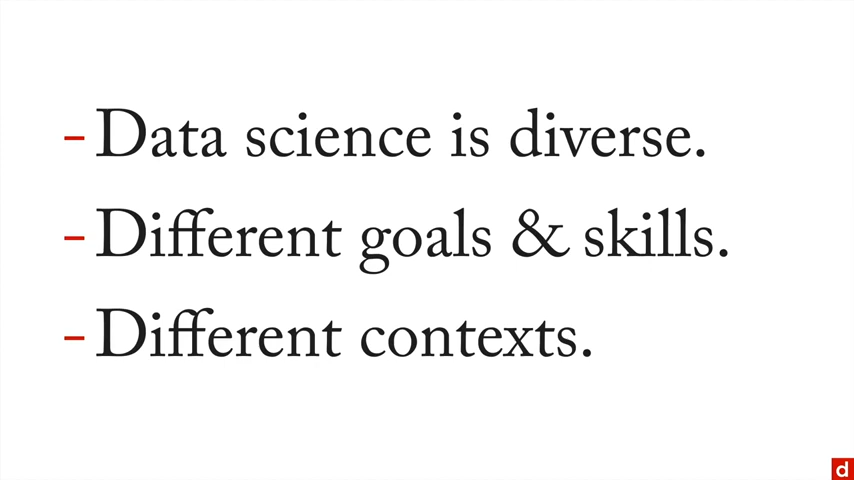 - Data science is diverse.
- Different goals & skills.
- Different contexts.
d